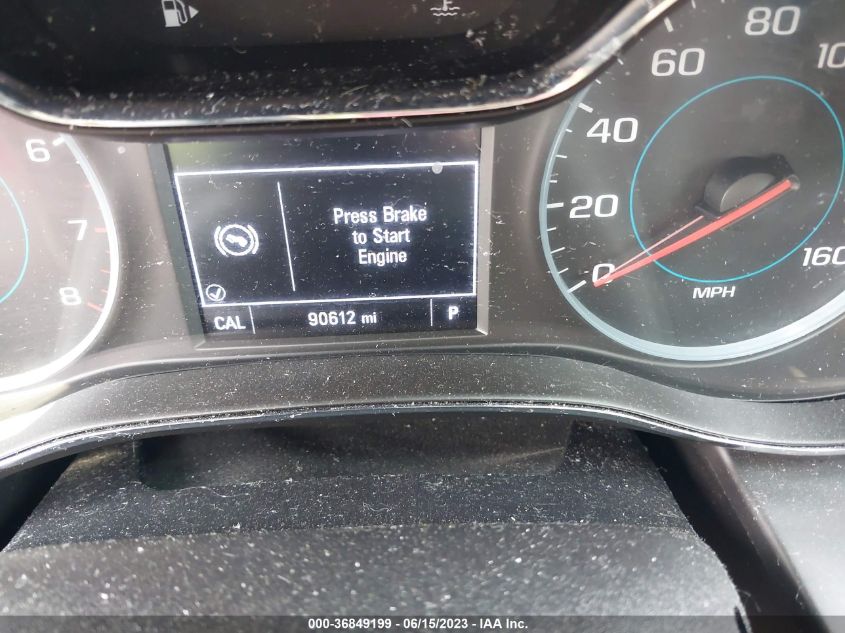 80
60
100
40
20
0
160
MPH
6
7
8
Press Brake
to Start
Engine
CAL
90612 mi
P
000-36849199 - 06/15/2023 - IAA Inc.